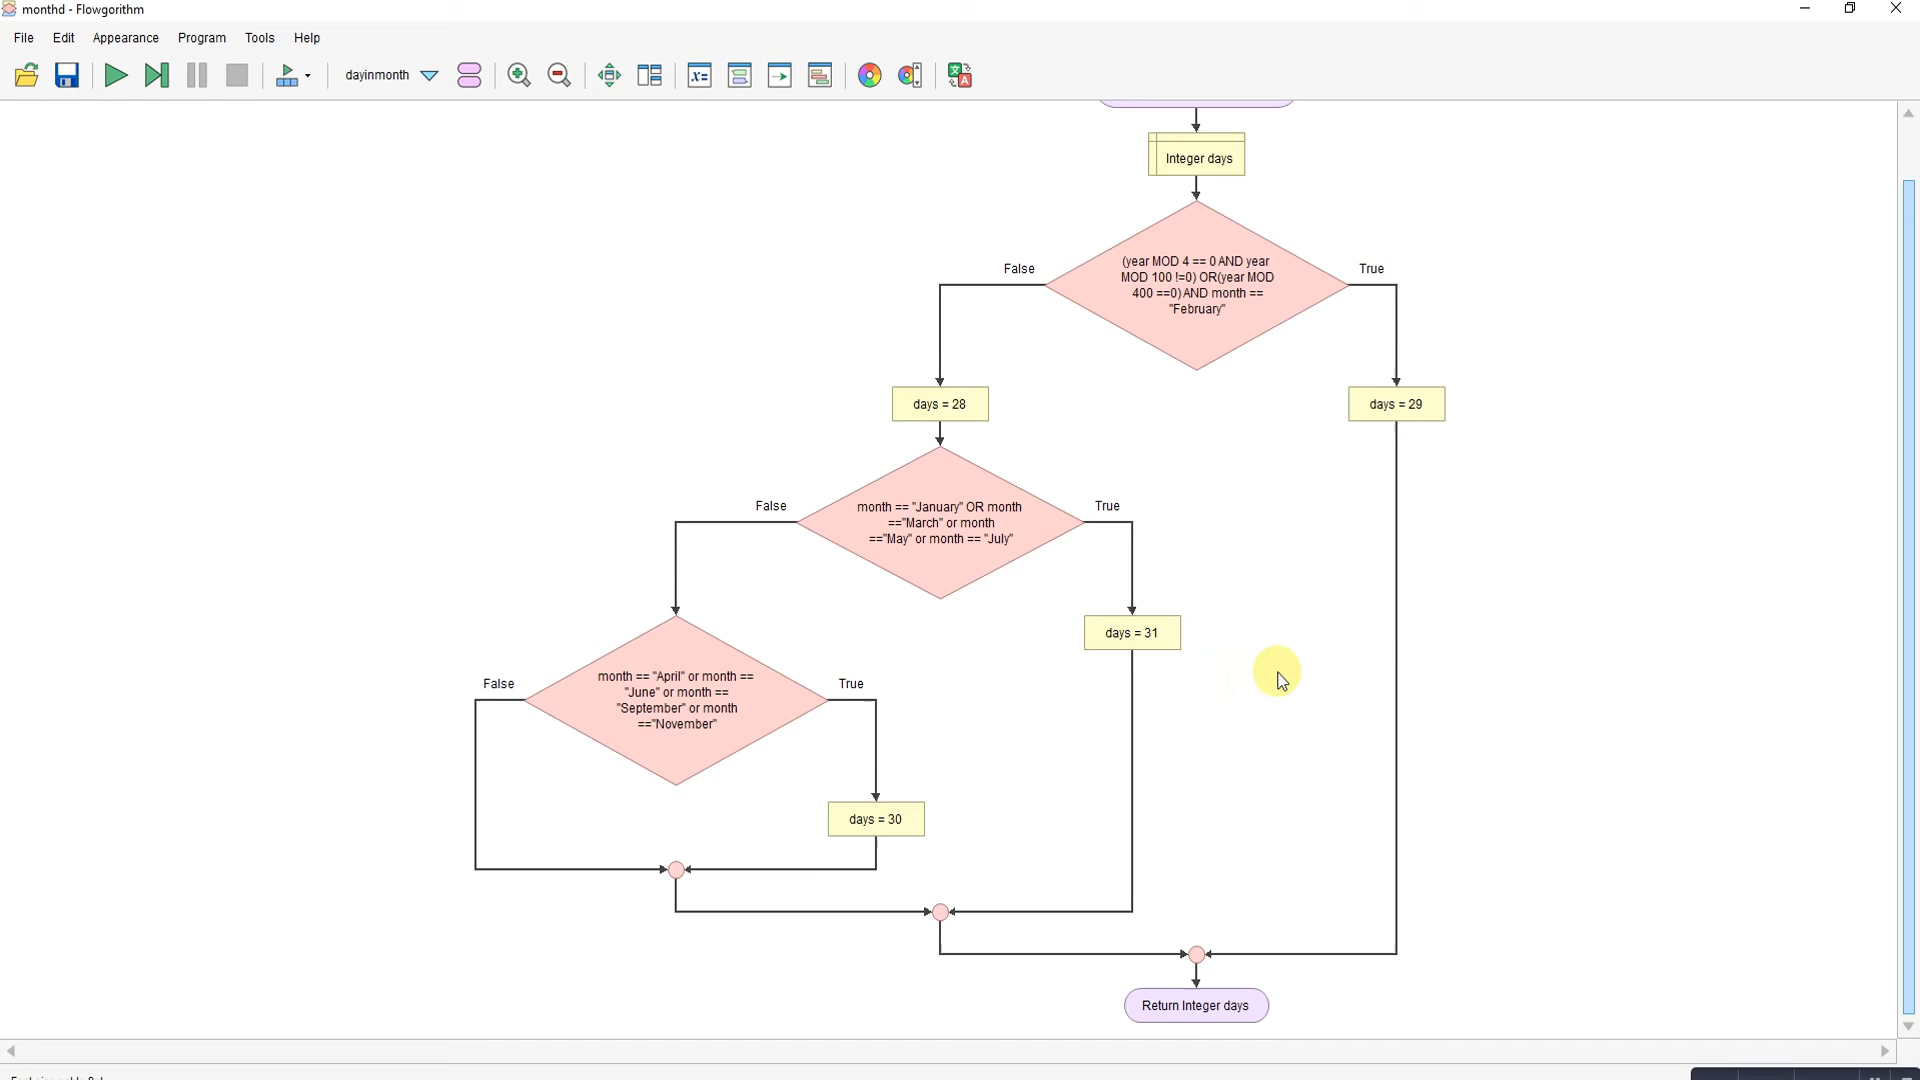 monthd - Flowgorithm
File Edit Appearance Program Tools Help
dayinmonth
Integer days
False
(year MOD 4 == 0 AND year
MOD 100 !=0) OR(year MOD
400 ==0) AND month ==
"February"
True
days = 28
days = 29
False
month == "January" OR month
=="March" or month
=="May" or month == "July"
True
days = 31
False
month == "April" or month ==
"June" or month ==
"September" or month
=="November"
True
days = 30
Return Integer days